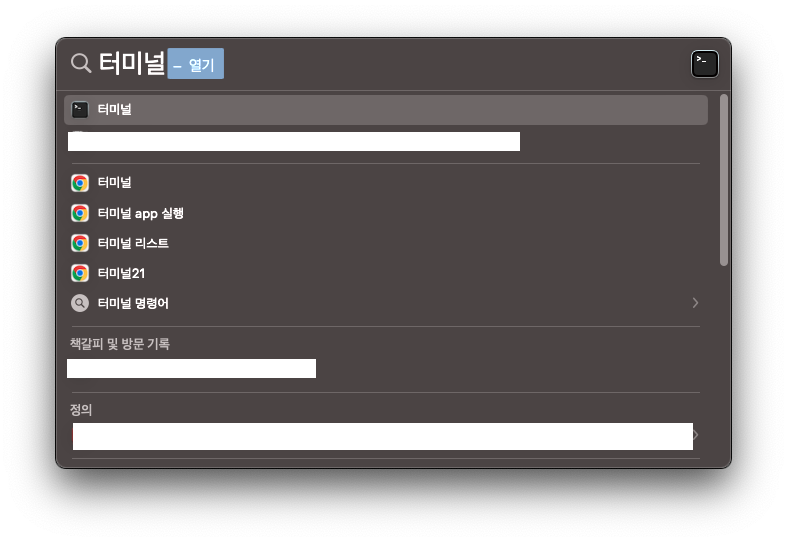 터미널 – 열기
터미널
터미널
터미널 app 실행
터미널 리스트
터미널21
터미널 명령어
책갈피 및 방문 기록
정의